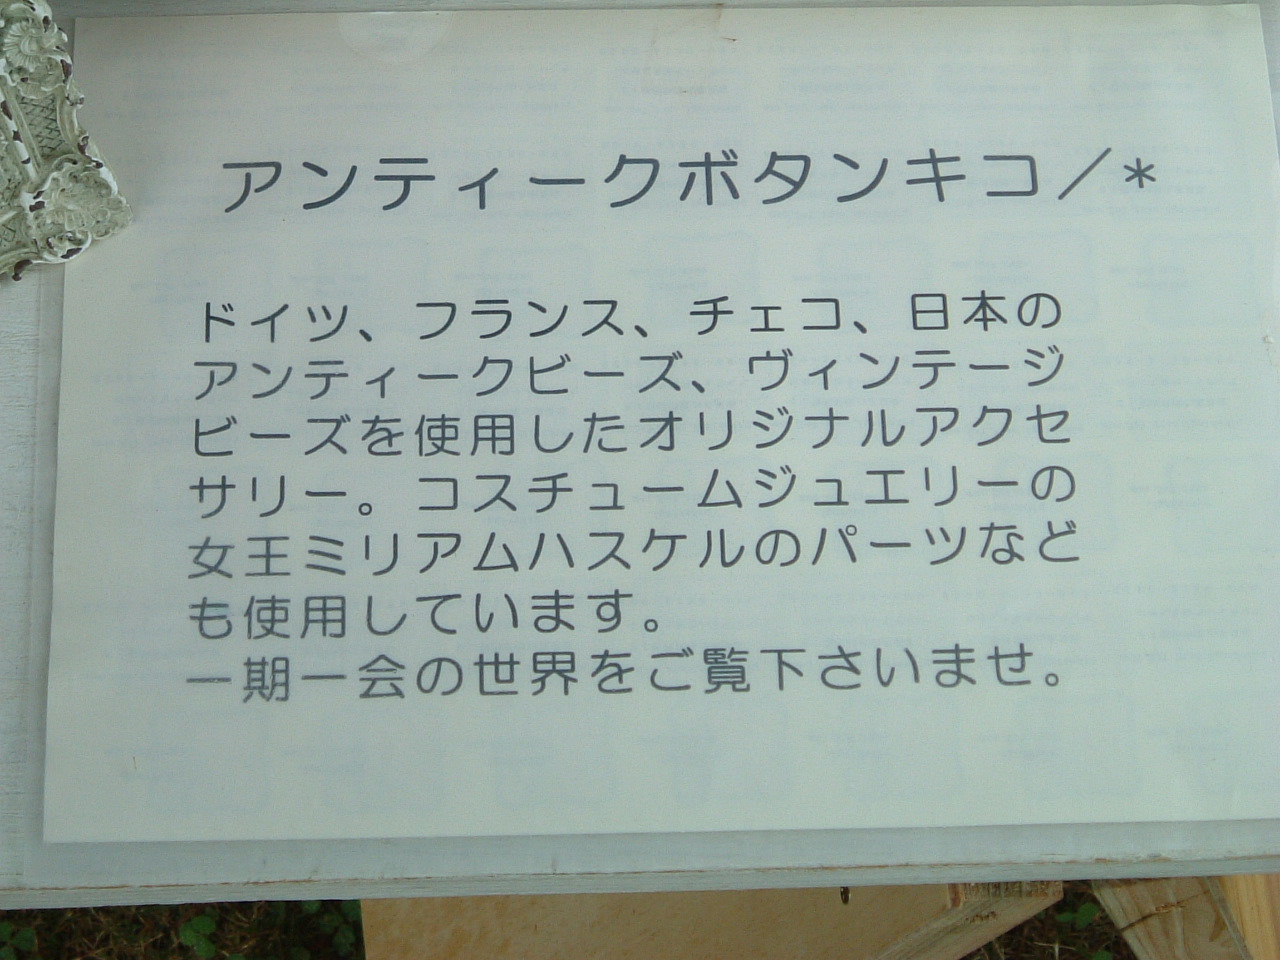 アンティークボタンキコ／*
ドイツ、フランス、チェコ、日本の
アンティークビーズ、ヴィンテージ
ビーズを使用したオリジナルアクセ
サリー。コスチュームジュエリーの
女王ミリアムハスケルのパーツなど
も使用しています。
一期一会の世界をご覧下さいませ。